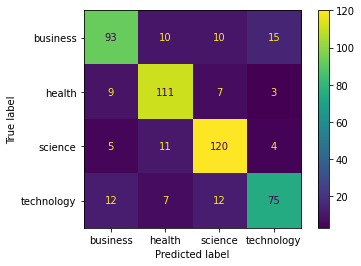 business 93 10 10 15
health 9 111 7 3
science 5 11 120 4
technology 12 7 12 75
business health science technology
Predicted label
True label
120
100
80
60
40
20